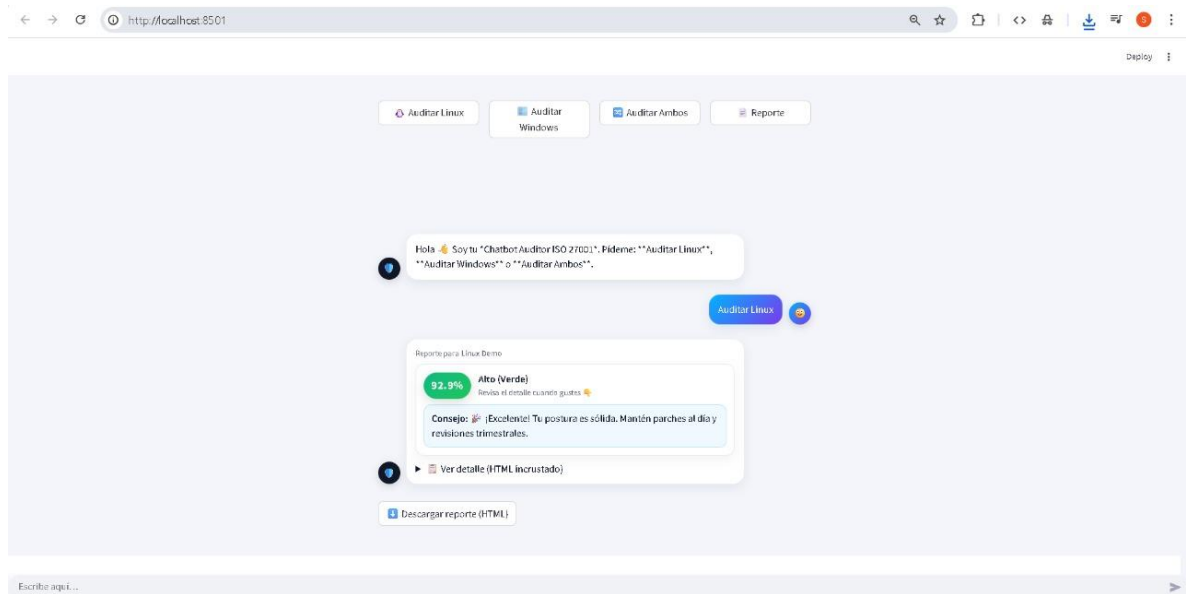 http://localhost:8501
S
Deploy
Auditar Linux
Auditar
Windows
Auditar Ambos
Reporte
Hola 👋 Soy tu *Chatbot Auditor ISO 27001*. Pídeme: **Auditar Linux**,
**Auditar Windows** o **Auditar Ambos**.
Auditar Linux
Reporte para Linux Demo
92.9%
Alto (Verde)
Revisa el detalle cuando gustes 👇
Consejo: 🎉 ¡Excelente! Tu postura es sólida. Mantén parches al día y
revisiones trimestrales.
Ver detalle (HTML incrustado)
Descargar reporte (HTML)
Escribe aquí...